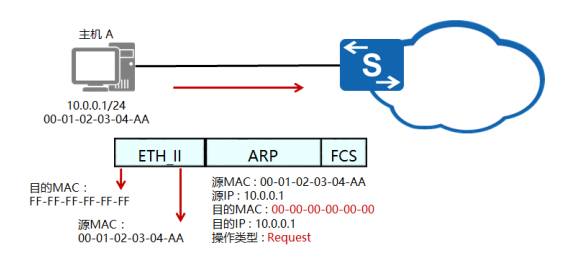 主机 A
S
10.0.0.1/24
00-01-02-03-04-AA
ETH_II
ARP
FCS
目的MAC :
FF-FF-FF-FF-FF-FF
源MAC :
00-01-02-03-04-AA
源MAC : 00-01-02-03-04-AA
源IP : 10.0.0.1
目的MAC : 00-00-00-00-00-00
目的IP : 10.0.0.1
操作类型 : Request